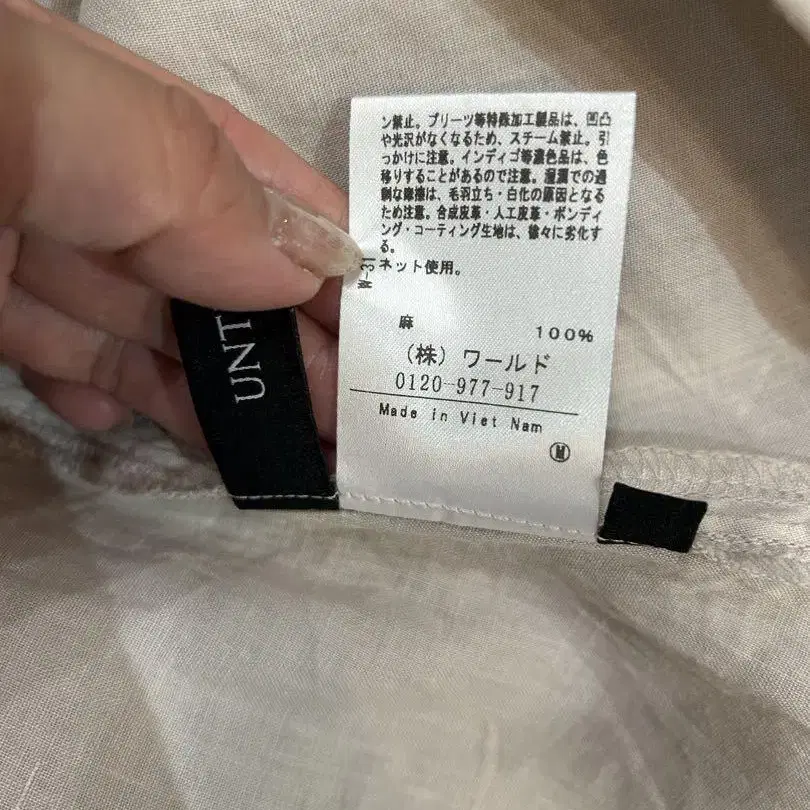 ン禁止。プリーツ等特殊加工製品は、凹凸
や光沢がなくなるため、スチーム禁止。引
っかけに注意。インディゴ等濃色品は、色
移りすることがあるので注意。湿潤での過
剰な摩擦は、毛羽立ち・白化の原因となる
ため注意。合成皮革・人工皮革・ボンディ
ング・コーティング生地は、徐々に劣化す
る。
ネット使用。
W-31
麻 100%
(株) ワールド
0120-977-917
Made in Viet Nam
M
UNT